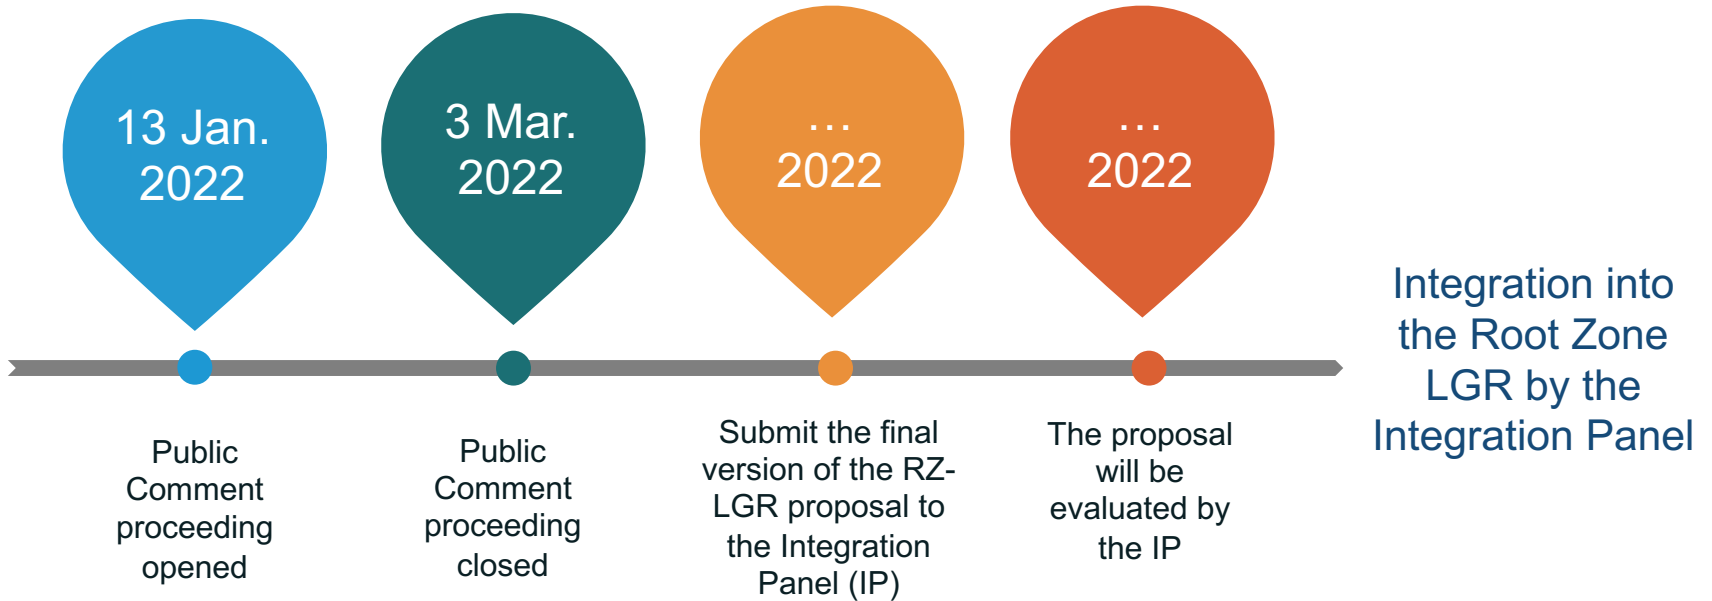 13 Jan.
2022
3 Mar.
2022
…
2022
…
2022
Public
Comment
proceeding
opened
Public
Comment
proceeding
closed
Submit the final
version of the RZ-
LGR proposal to
the Integration
Panel (IP)
The proposal
will be
evaluated by
the IP
Integration into
the Root Zone
LGR by the
Integration Panel